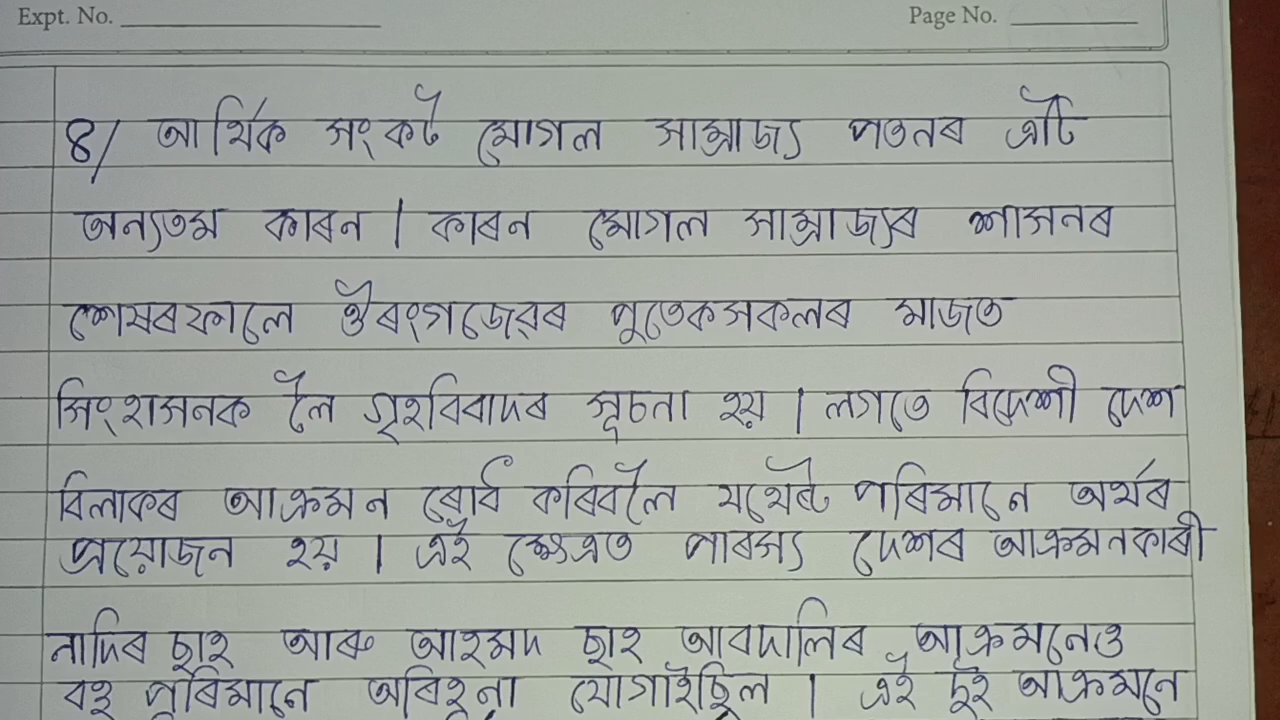 Expt. No.
Page No.
৪/ আৰ্থিক সংকট মোগল সাম্ৰাজ্য পতনৰ এটি
অন্যতম কাৰন। কাৰন মোগল সাম্ৰাজ্যৰ শাসনৰ
শেষৰফালে ঔৰংগজেৱৰ পুতেকসকলৰ মাজত
সিংহাসনক লৈ গৃহবিবাদৰ সূচনা হয়। লগতে বিদেশী দেশ
বিলাকৰ আক্ৰমন ৰোধ কৰিবলৈ যথেষ্ট পৰিমানে অৰ্থৰ
প্ৰয়োজন হয়। এই ক্ষেত্ৰত পাৰস্য দেশৰ আক্ৰমনকাৰী
নাদিৰ ছাহ আৰু আহমদ ছাহ আবদালিৰ আক্ৰমনেও
বহু পৰিমানে অৰিহনা যোগাইছিল। এই দুই আক্ৰমনে